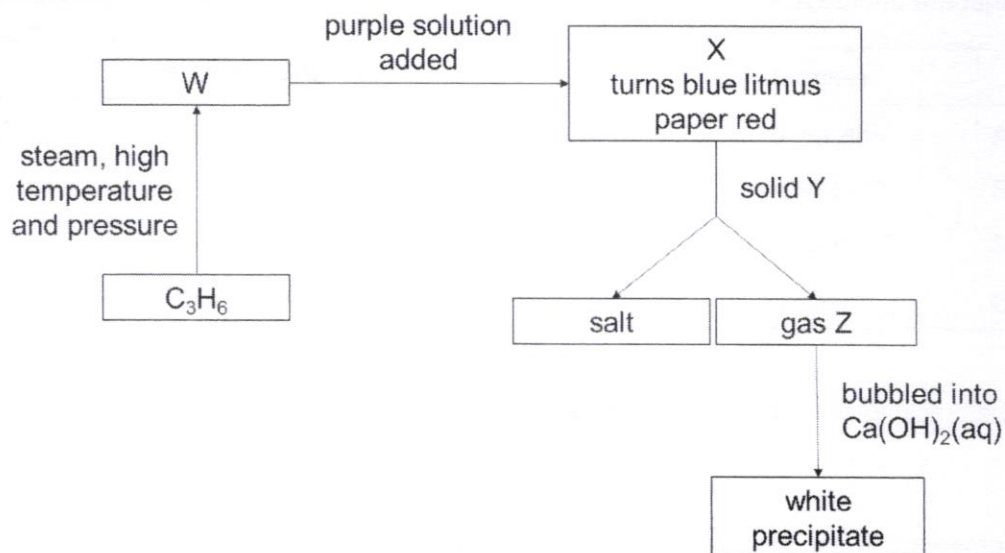 purple solution
added
W
X
turns blue litmus
paper red
steam, high
temperature
and pressure
solid Y
C₃H₆
salt
gas Z
bubbled into
Ca(OH)₂(aq)
white
precipitate